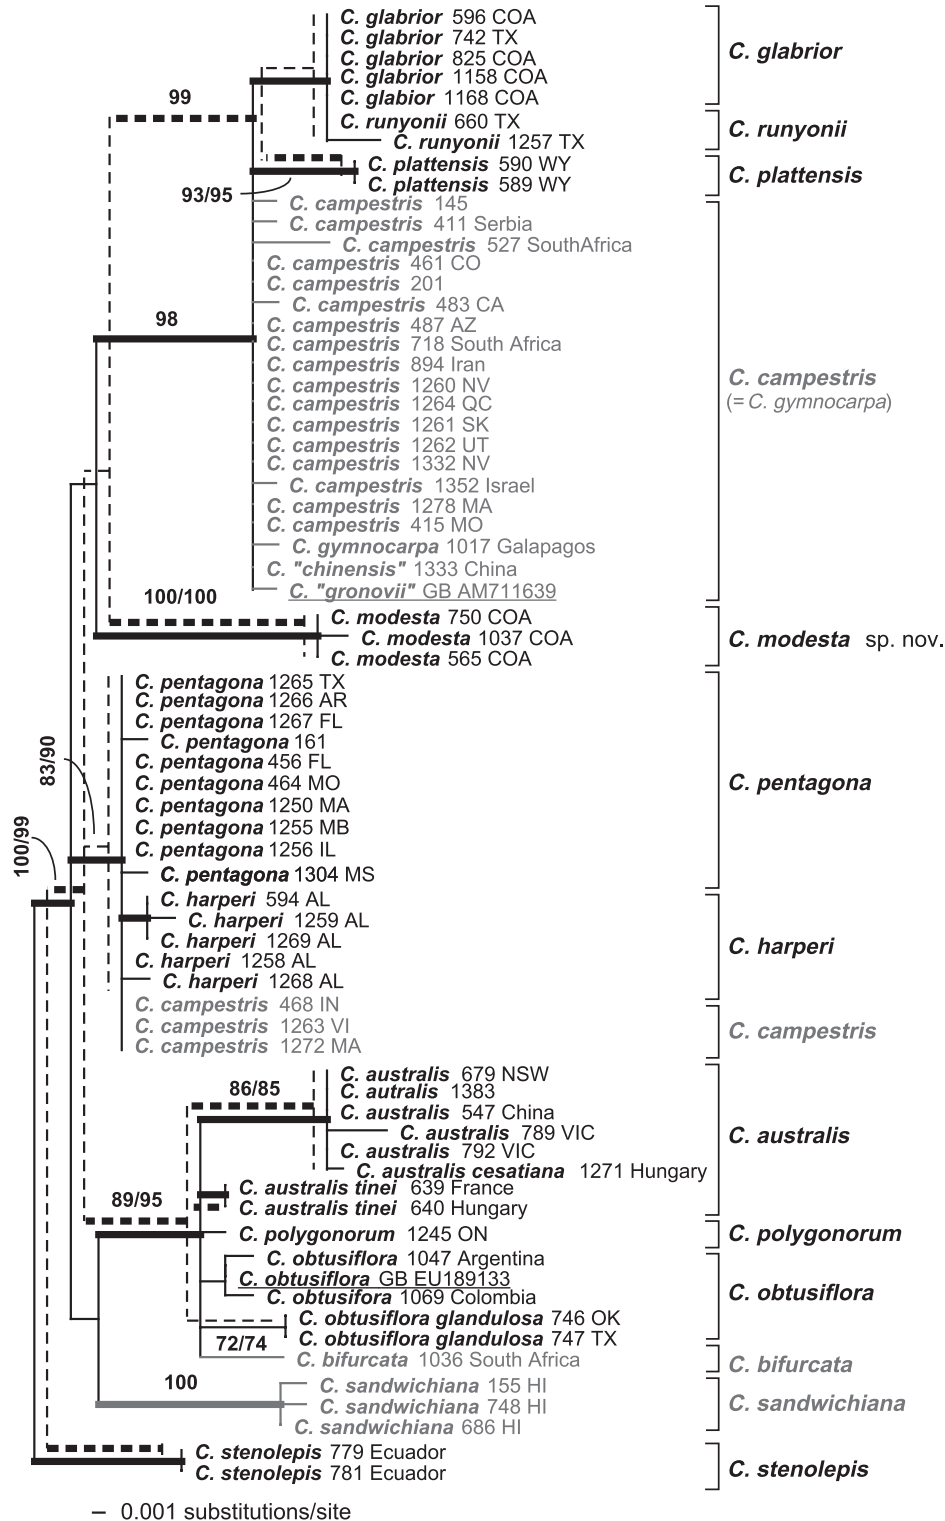 C. glabrior 596 COA
C. glabrior 742 TX
C. glabrior 825 COA
C. glabrior 1158 COA
C. glabior 1168 COA
C. glabrior
99
C. runyonii 660 TX
C. runyonii 1257 TX
C. runyonii
C. plattensis 590 WY
C. plattensis 589 WY
C. plattensis
93/95
C. campestris 145
C. campestris 411 Serbia
C. campestris 527 SouthAfrica
C. campestris 461 CO
C. campestris 201
C. campestris 483 CA
98
C. campestris 487 AZ
C. campestris 718 South Africa
C. campestris 894 Iran
C. campestris 1260 NV
C. campestris 1264 QC
C. campestris 1261 SK
C. campestris 1262 UT
C. campestris 1332 NV
C. campestris 1352 Israel
C. campestris 1278 MA
C. campestris 415 MO
C. gymnocarpa 1017 Galapagos
C. "chinensis" 1333 China
C. "gronovii" GB AM711639
C. campestris
(= C. gymnocarpa)
100/100
C. modesta 750 COA
C. modesta 1037 COA
C. modesta 565 COA
C. modesta sp. nov.
C. pentagona 1265 TX
C. pentagona 1266 AR
C. pentagona 1267 FL
C. pentagona 161
C. pentagona 456 FL
C. pentagona 464 MO
C. pentagona 1250 MA
C. pentagona 1255 MB
C. pentagona 1256 IL
C. pentagona 1304 MS
C. pentagona
83/90
100/99
C. harperi 594 AL
C. harperi 1259 AL
C. harperi 1269 AL
C. harperi 1258 AL
C. harperi 1268 AL
C. harperi
C. campestris 468 IN
C. campestris 1263 VI
C. campestris 1272 MA
C. campestris
86/85
C. australis 679 NSW
C. autralis 1383
C. australis 547 China
C. australis 789 VIC
C. australis 792 VIC
C. australis cesatiana 1271 Hungary
C. australis tinei 639 France
C. australis tinei 640 Hungary
C. australis
89/95
C. polygonorum 1245 ON
C. polygonorum
C. obtusiflora 1047 Argentina
C. obtusiflora GB EU189133
C. obtusifora 1069 Colombia
C. obtusiflora glandulosa 746 OK
C. obtusiflora glandulosa 747 TX
C. obtusiflora
72/74
C. bifurcata 1036 South Africa
C. bifurcata
100
C. sandwichiana 155 HI
C. sandwichiana 748 HI
C. sandwichiana 686 HI
C. sandwichiana
C. stenolepis 779 Ecuador
C. stenolepis 781 Ecuador
C. stenolepis
0.001 substitutions/site